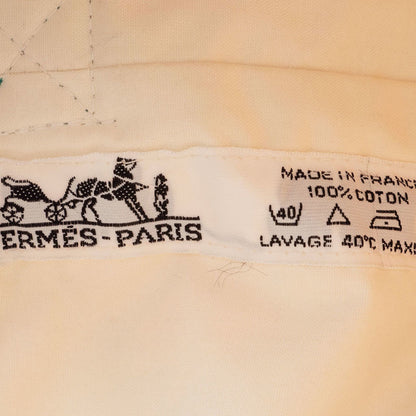 HERMÈS-PARIS
MADE IN FRANCE
100% COTON
40
LAVAGE 40°C MAXI